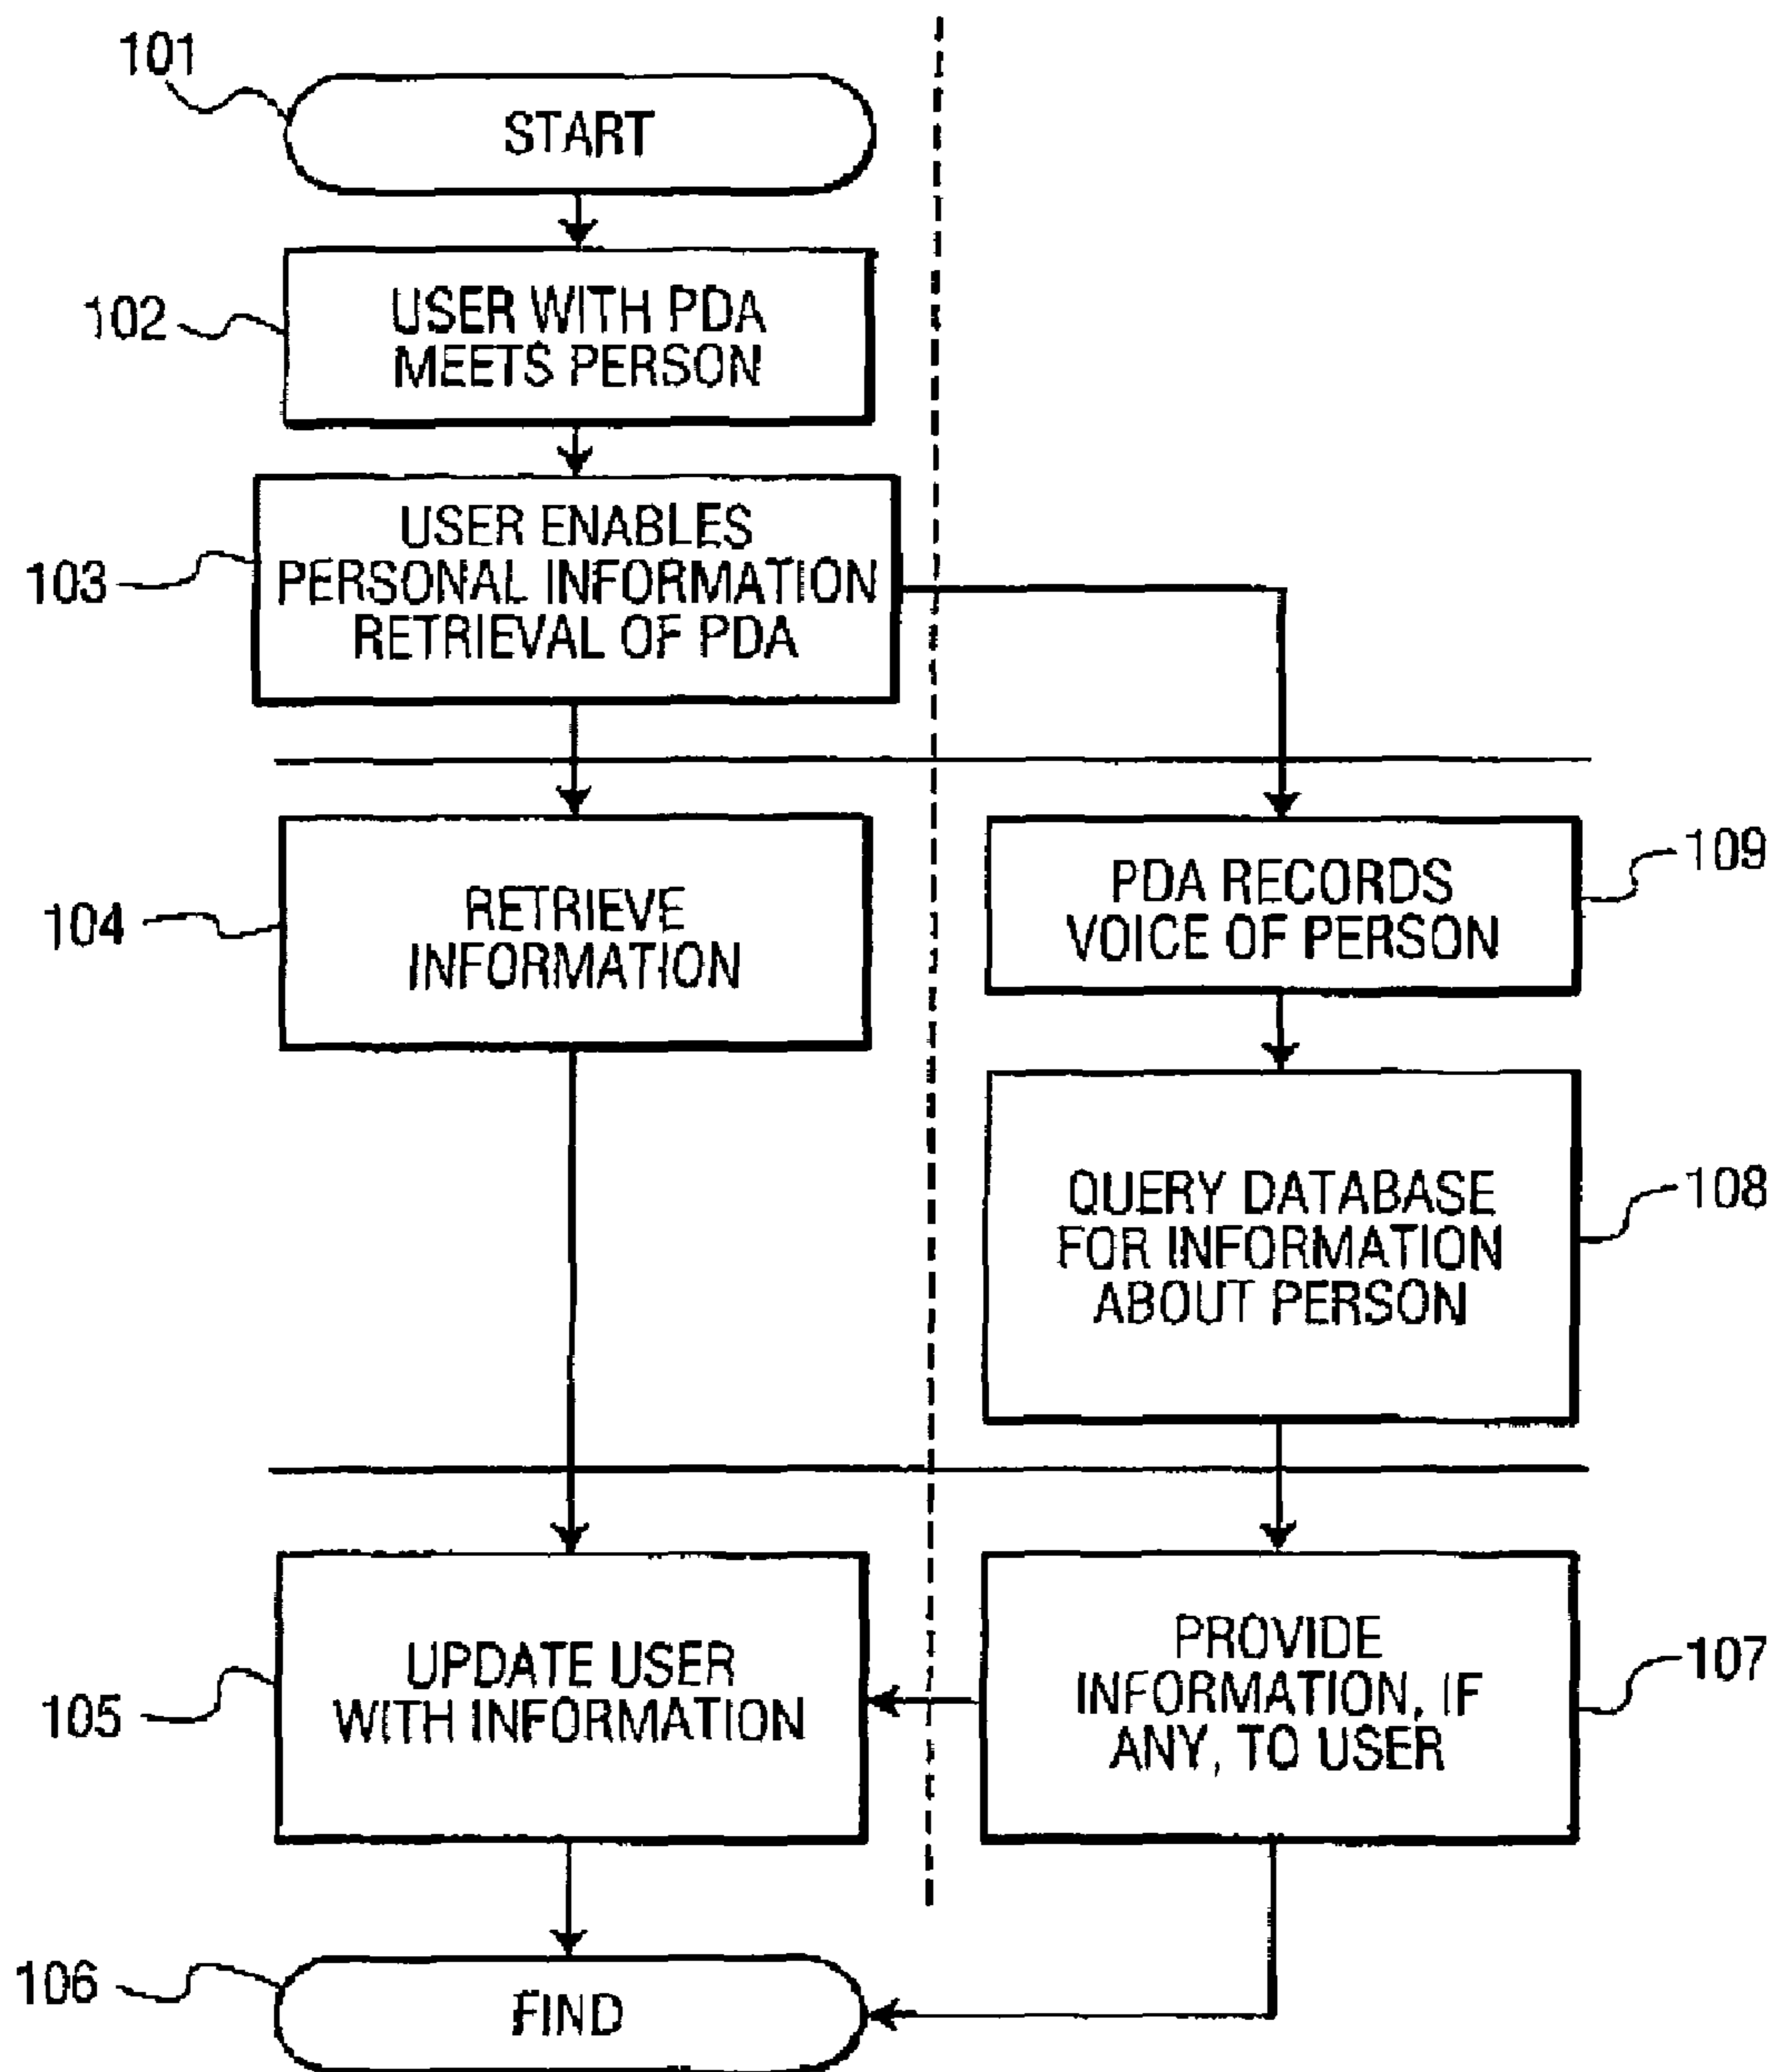 101
START
102
USER WITH PDA
MEETS PERSON
103
USER ENABLES
PERSONAL INFORMATION
RETRIEVAL OF PDA
104
RETRIEVE
INFORMATION
109
PDA RECORDS
VOICE OF PERSON
108
QUERY DATABASE
FOR INFORMATION
ABOUT PERSON
105
UPDATE USER
WITH INFORMATION
107
PROVIDE
INFORMATION, IF
ANY, TO USER
106
FIND